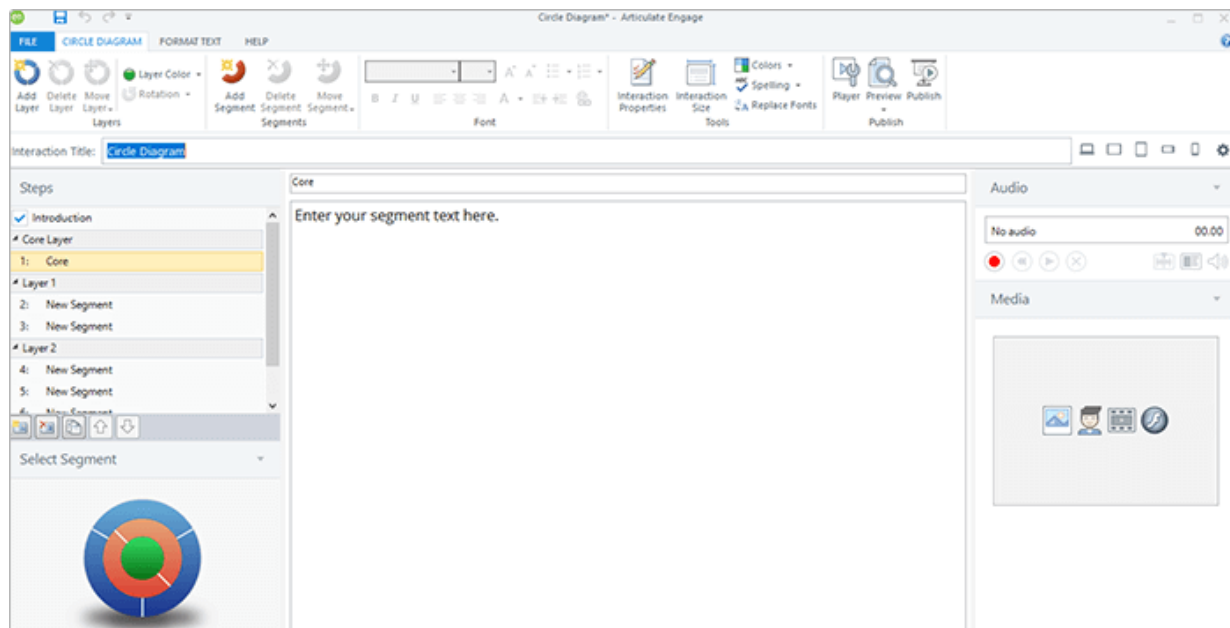 Circle Diagram* - Articulate Engage
FILE CIRCLE DIAGRAM FORMAT TEXT HELP
Add Layer
Delete Layer
Move Layer
Layer Color
Rotation
Layers
Add Segment
Delete Segment
Move Segment
Segments
B I U
Font
Interaction Properties
Interaction Size
Colors
Spelling
Replace Fonts
Tools
Player
Preview
Publish
Publish
Interaction Title: Circle Diagram
Steps
Introduction
Core Layer
1: Core
Layer 1
2: New Segment
3: New Segment
Layer 2
4: New Segment
5: New Segment
6: New Segment
Select Segment
Core
Enter your segment text here.
Audio
No audio 00.00
Media